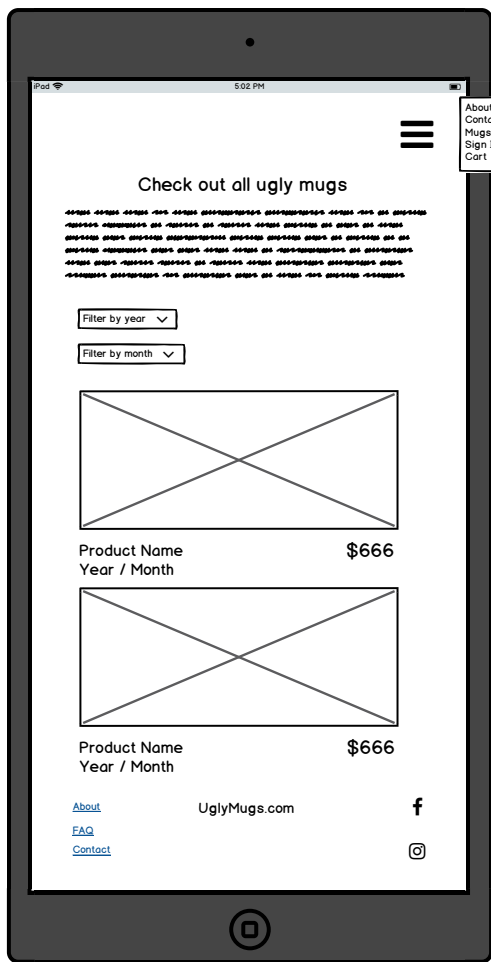 iPad
5:02 PM
About
Mugs
Sign
Cart
Check out all ugly mugs
Filter by year
Filter by month
Product Name
$666
Year / Month
Product Name
$666
Year / Month
About
UglyMugs.com
FAQ
Contact